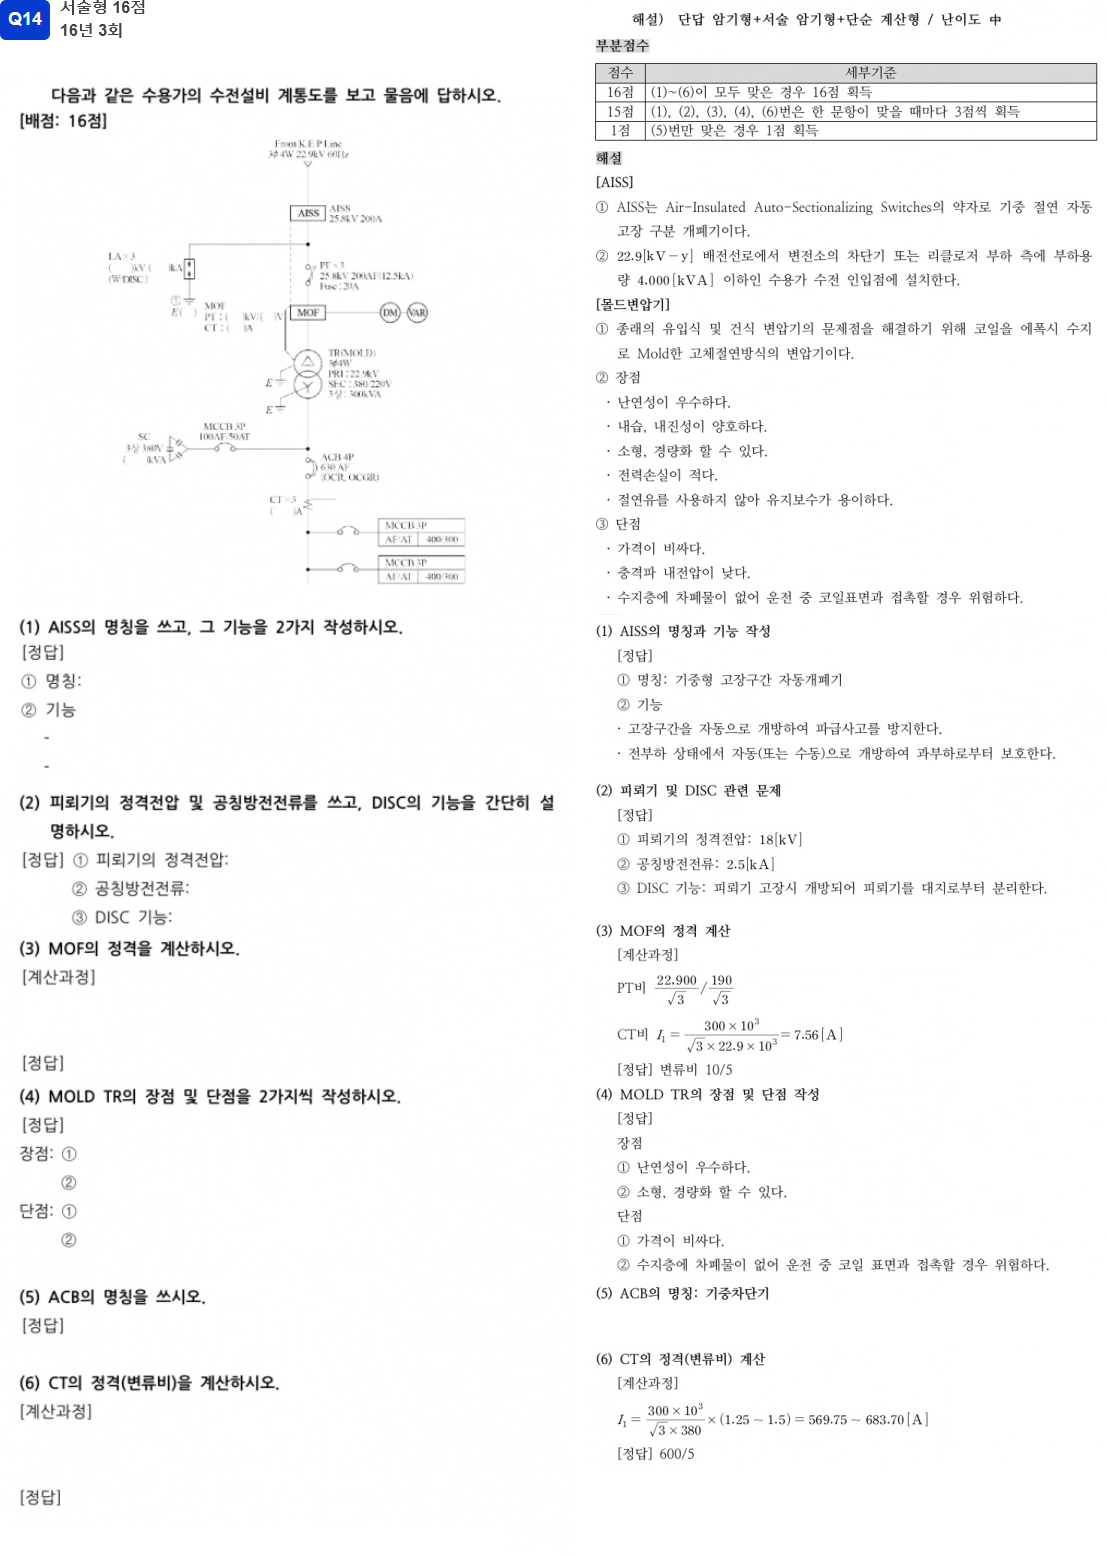 Q14
서술형 16점
16년 3회
다음과 같은 수용가의 수전설비 계통도를 보고 물음에 답하시오.
[배점: 16점]
From K.E.P Line
3ϕ4W 22.9kV 60Hz
AISS
AISS
25.8kV 200A
LA×3
( )kV ( )kA
(W/DISC.)
① E( )
PF×3
25.8kV 200AF(12.5kA)
Fuse : 20A
MOF
PT : ( )kV/( )V
CT : ( )A
MOF
DM
VAR
TR(MOLD)
3ϕ4W
PRI : 22.9kV
SEC : 380/220V
3상 : 300kVA
E
E
SC
3상 380V
( )kVA
MCCB 3P
100AF/50AT
ACB 4P
630 AF
(OCR, OCGR)
CT×3
( )A
MCCB 3P
AF/AT 400/300
MCCB 3P
AF/AT 400/300
(1) AISS의 명칭을 쓰고, 그 기능을 2가지 작성하시오.
[정답]
① 명칭:
② 기능
-
-
(2) 피뢰기의 정격전압 및 공칭방전전류를 쓰고, DISC의 기능을 간단히 설
명하시오.
[정답] ① 피뢰기의 정격전압:
② 공칭방전전류:
③ DISC 기능:
(3) MOF의 정격을 계산하시오.
[계산과정]
[정답]
(4) MOLD TR의 장점 및 단점을 2가지씩 작성하시오.
[정답]
장점: ①
②
단점: ①
②
(5) ACB의 명칭을 쓰시오.
[정답]
(6) CT의 정격(변류비)을 계산하시오.
[계산과정]
[정답]
해설) 단답 암기형+서술 암기형+단순 계산형 / 난이도 中
부분점수
점수 세부기준
16점 (1)~(6)이 모두 맞은 경우 16점 획득
15점 (1), (2), (3), (4), (6)번은 한 문항이 맞을 때마다 3점씩 획득
1점 (5)번만 맞은 경우 1점 획득
해설
[AISS]
① AISS는 Air-Insulated Auto-Sectionalizing Switches의 약자로 기중 절연 자동
고장 구분 개폐기이다.
② 22.9[kV-y] 배전선로에서 변전소의 차단기 또는 리클로저 부하 측에 부하용
량 4,000[kVA] 이하인 수용가 수전 인입점에 설치한다.
[몰드변압기]
① 종래의 유입식 및 건식 변압기의 문제점을 해결하기 위해 코일을 에폭시 수지
로 Mold한 고체절연방식의 변압기이다.
② 장점
· 난연성이 우수하다.
· 내습, 내진성이 양호하다.
· 소형, 경량화 할 수 있다.
· 전력손실이 적다.
· 절연유를 사용하지 않아 유지보수가 용이하다.
③ 단점
· 가격이 비싸다.
· 충격파 내전압이 낮다.
· 수지층에 차폐물이 없어 운전 중 코일표면과 접촉할 경우 위험하다.
(1) AISS의 명칭과 기능 작성
[정답]
① 명칭: 기중형 고장구간 자동개폐기
② 기능
· 고장구간을 자동으로 개방하여 파급사고를 방지한다.
· 전부하 상태에서 자동(또는 수동)으로 개방하여 과부하로부터 보호한다.
(2) 피뢰기 및 DISC 관련 문제
[정답]
① 피뢰기의 정격전압: 18[kV]
② 공칭방전전류: 2.5[kA]
③ DISC 기능: 피뢰기 고장시 개방되어 피뢰기를 대지로부터 분리한다.
(3) MOF의 정격 계산
[계산과정]
PT비 22,900/√3 / 190/√3
CT비 I₁ = 300×10³ / √3×22.9×10³ = 7.56[A]
[정답] 변류비 10/5
(4) MOLD TR의 장점 및 단점 작성
[정답]
장점
① 난연성이 우수하다.
② 소형, 경량화 할 수 있다.
단점
① 가격이 비싸다.
② 수지층에 차폐물이 없어 운전 중 코일 표면과 접촉할 경우 위험하다.
(5) ACB의 명칭: 기중차단기
(6) CT의 정격(변류비) 계산
[계산과정]
I₁ = 300×10³ / √3×380 × (1.25 ~ 1.5) = 569.75 ~ 683.70[A]
[정답] 600/5